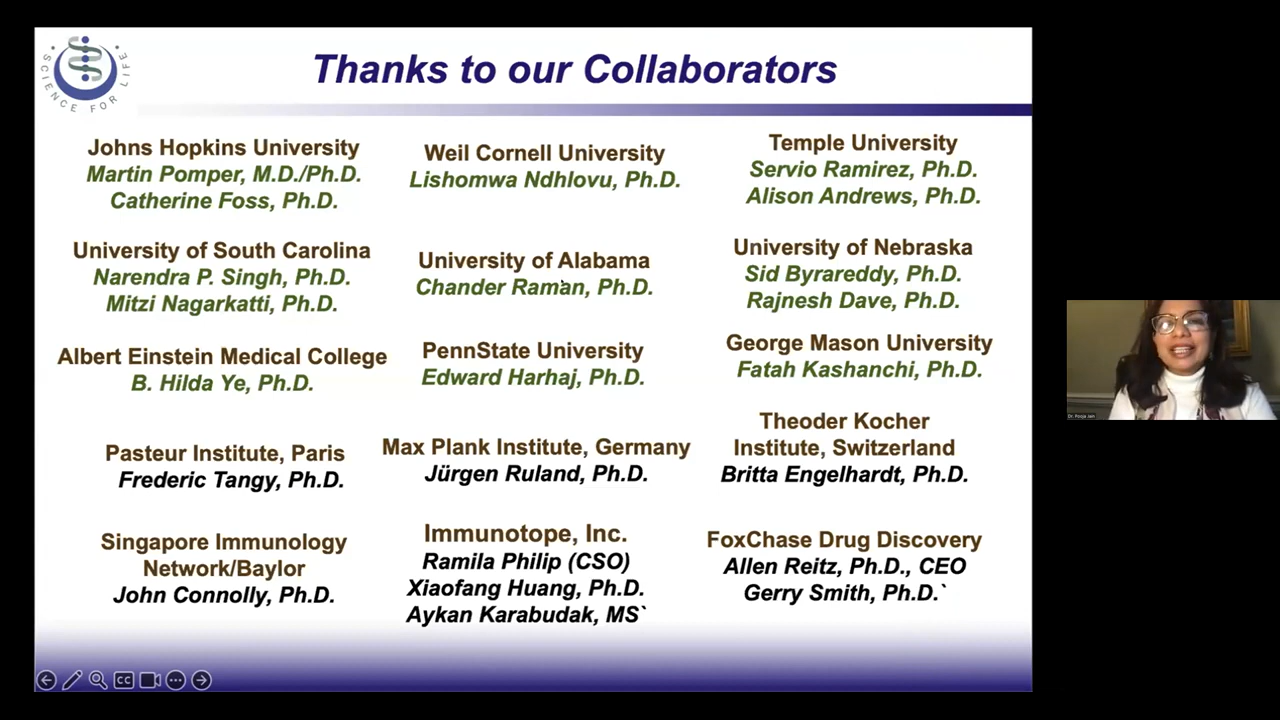 SCIENCE FOR LIFE
Thanks to our Collaborators
Johns Hopkins University
Martin Pomper, M.D./Ph.D.
Catherine Foss, Ph.D.
Weil Cornell University
Lishomwa Ndhlovu, Ph.D.
Temple University
Servio Ramirez, Ph.D.
Alison Andrews, Ph.D.
University of South Carolina
Narendra P. Singh, Ph.D.
Mitzi Nagarkatti, Ph.D.
University of Alabama
Chander Raman, Ph.D.
University of Nebraska
Sid Byrareddy, Ph.D.
Rajnesh Dave, Ph.D.
Albert Einstein Medical College
B. Hilda Ye, Ph.D.
PennState University
Edward Harhaj, Ph.D.
George Mason University
Fatah Kashanchi, Ph.D.
Pasteur Institute, Paris
Frederic Tangy, Ph.D.
Max Plank Institute, Germany
Jürgen Ruland, Ph.D.
Theoder Kocher
Institute, Switzerland
Britta Engelhardt, Ph.D.
Singapore Immunology
Network/Baylor
John Connolly, Ph.D.
Immunotope, Inc.
Ramila Philip (CSO)
Xiaofang Huang, Ph.D.
Aykan Karabudak, MS`
FoxChase Drug Discovery
Allen Reitz, Ph.D., CEO
Gerry Smith, Ph.D.`
CC
Dr. Pooja Jain